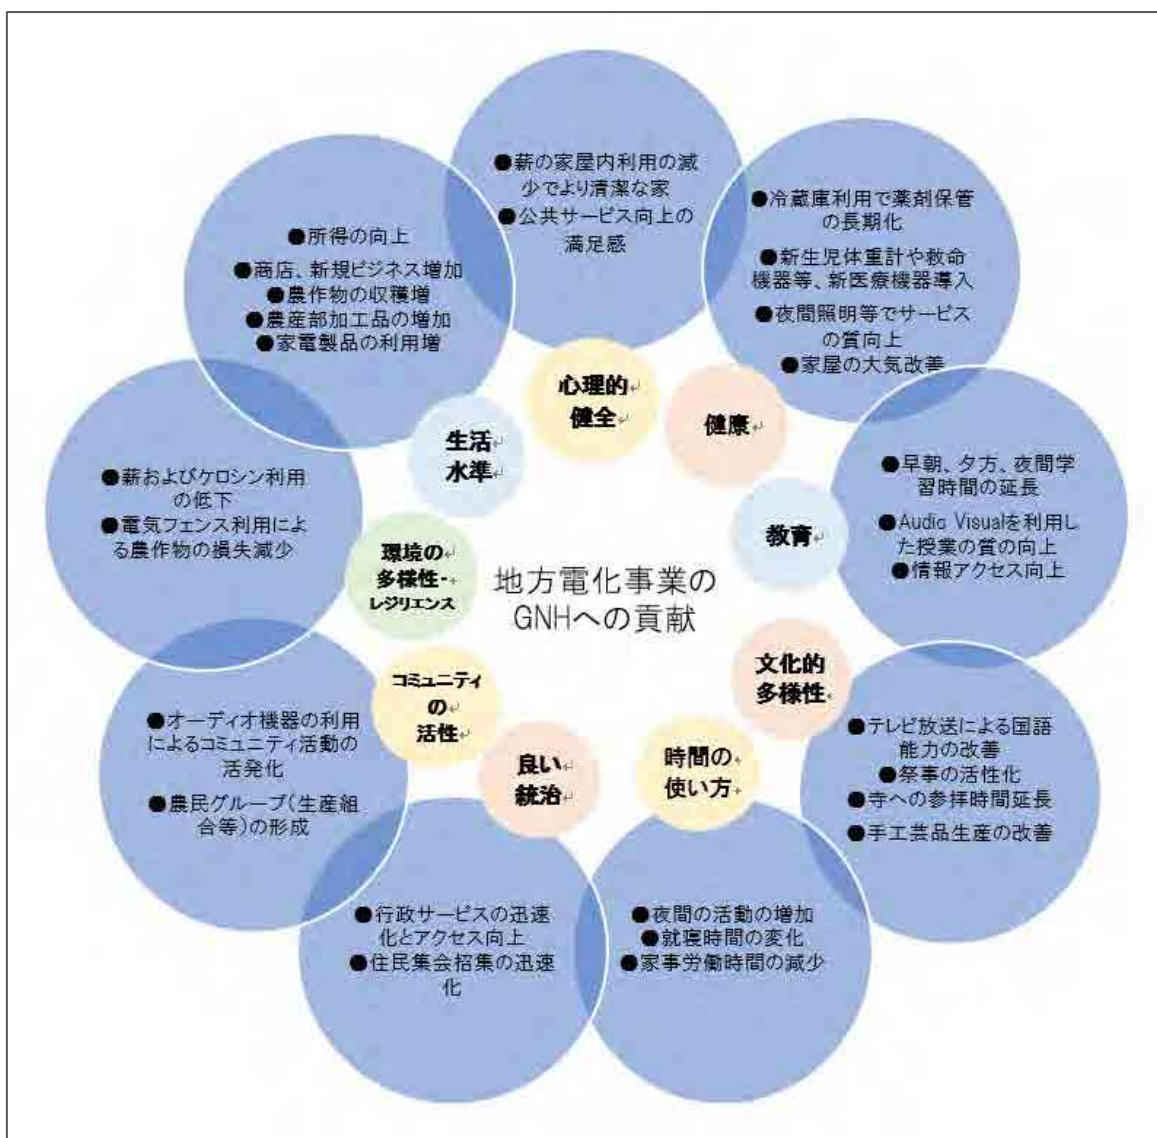 ●薪の家屋内利用の減
少でより清潔な家
●公共サービス向上の
満足感
●冷蔵庫利用で薬剤保管
の長期化
●新生児体重計や救命
機器等、新医療機器導入
●夜間照明等でサービス
の質向上
●家屋の大気改善
●早朝、夕方、夜間学
習時間の延長
●Audio Visualを利用し
た授業の質の向上
●情報アクセス向上
●テレビ放送による国語
能力の改善
●祭事の活性化
●寺への参拝時間延長
●手工芸品生産の改善
●夜間の活動の増加
●就寝時間の変化
●家事労働時間の減少
●行政サービスの迅速
化とアクセス向上
●住民集会招集の迅速
化
●オーディオ機器の利用
によるコミュニティ活動の
活発化
●農民グループ(生産組
合等)の形成
●薪およびケロシン利用
の低下
●電気フェンス利用によ
る農作物の損失減少
●所得の向上
●商店、新規ビジネス増加
●農作物の収穫増
●農産部加工品の増加
●家電製品の利用増
心理的↵
健全↵
健康↵
教育↵
文化的↵
多様性↵
時間の↵
使い方↵
良い↵
統治↵
コミュニティ
の↵
活性↵
環境の↵
多様性・↵
レジリエンス
生活↵
水準↵
地方電化事業の
GNHへの貢献